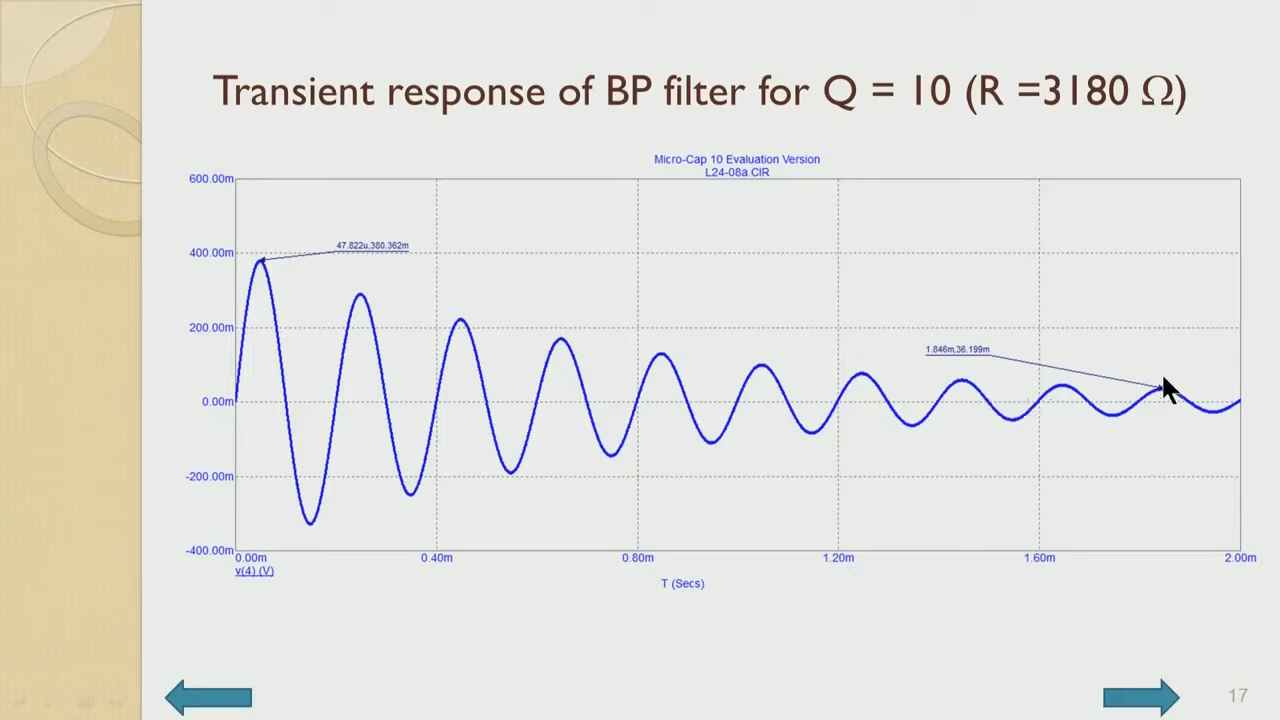 Transient response of BP filter for Q = 10 (R =3180 Ω)
Micro-Cap 10 Evaluation Version
L24-08a.CIR
600.00m
400.00m
200.00m
0.00m
-200.00m
-400.00m
47.822u,380.362m
1.846m,36.199m
0.00m 0.40m 0.80m 1.20m 1.60m 2.00m
v(4) (V)
T (Secs)
17